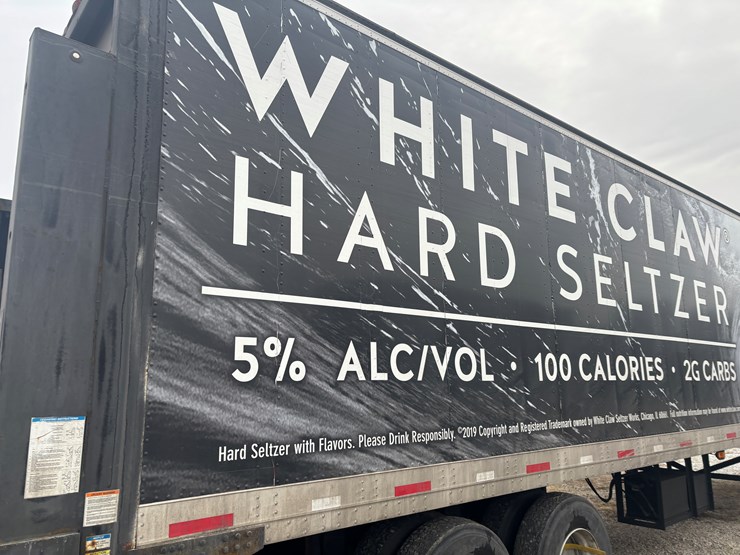 WHITE CLAW®
HARD SELTZER
5% ALC/VOL · 100 CALORIES · 2G CARBS
Hard Seltzer with Flavors. Please Drink Responsibly. ©2019 Copyright and Registered Trademark owned by White Claw Seltzer Works, Chicago, IL